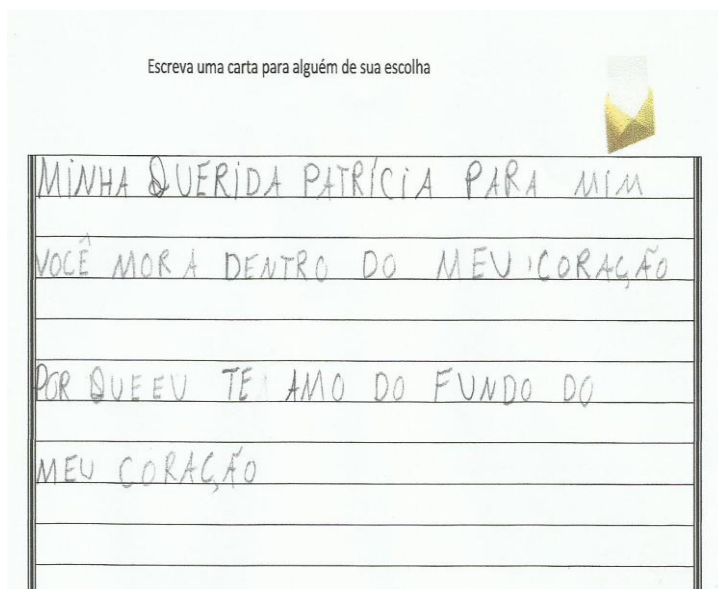 Escreva uma carta para alguém de sua escolha
MINHA QUERIDA PATRÍCIA PARA MIM
VOCÊ MORA DENTRO DO MEU CORAÇÃO
POR QUEEU TE AMO DO FUNDO DO
MEU CORAÇÃO